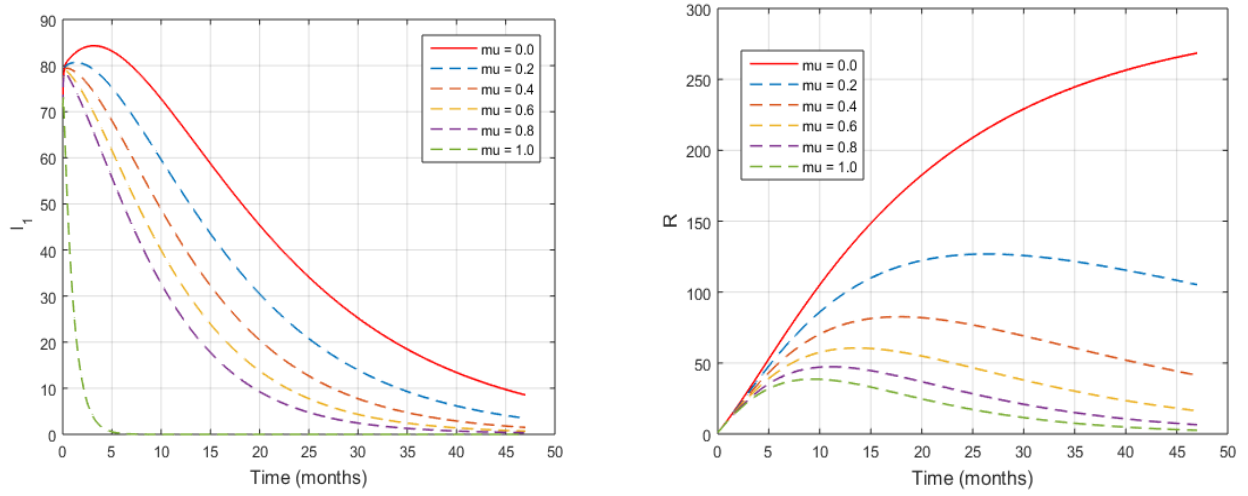 90
80
70
60
50
40
30
20
10
0
I1
mu = 0.0
mu = 0.2
mu = 0.4
mu = 0.6
mu = 0.8
mu = 1.0
0 5 10 15 20 25 30 35 40 45 50
Time (months)
300
250
200
150
100
50
0
R
mu = 0.0
mu = 0.2
mu = 0.4
mu = 0.6
mu = 0.8
mu = 1.0
0 5 10 15 20 25 30 35 40 45 50
Time (months)